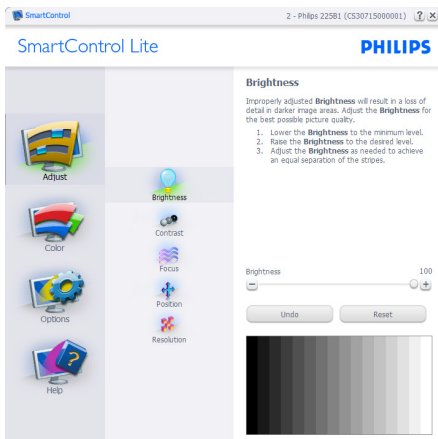 SmartControl
2 - Philips 225B1 (CS30715000001)
SmartControl Lite
PHILIPS
Adjust
Color
Options
Help
Brightness
Contrast
Focus
Position
Resolution
Brightness
Improperly adjusted Brightness will result in a loss of
detail in darker image areas. Adjust the Brightness for
the best possible picture quality.
1. Lower the Brightness to the minimum level.
2. Raise the Brightness to the desired level.
3. Adjust the Brightness as needed to achieve
an equal separation of the stripes.
Brightness 100
Undo Reset